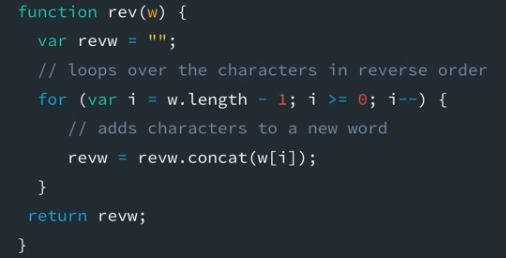 function rev(w) {
var revw = "";
// loops over the characters in reverse order
for (var i = w.length - 1; i >= 0; i--) {
// adds characters to a new word
revw = revw.concat(w[i]);
}
return revw;
}